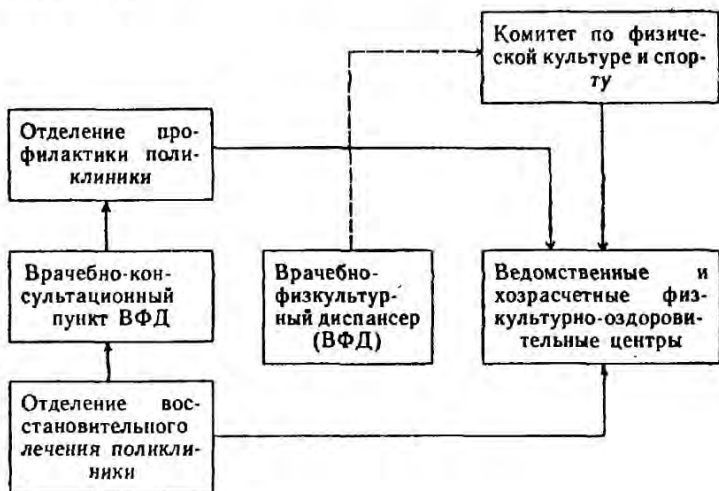 Комитет по физиче-
ской культуре и спор-
ту
Отделение про-
филактики поли-
клиники
Врачебно-кон-
сультационный
пункт ВФД
Врачебно-
физкультур-
ный диспансер
(ВФД)
Ведомственные и
хозрасчетные физ-
культурно-оздорови-
тельные центры
Отделение вос-
становительного
лечения поликли-
ники